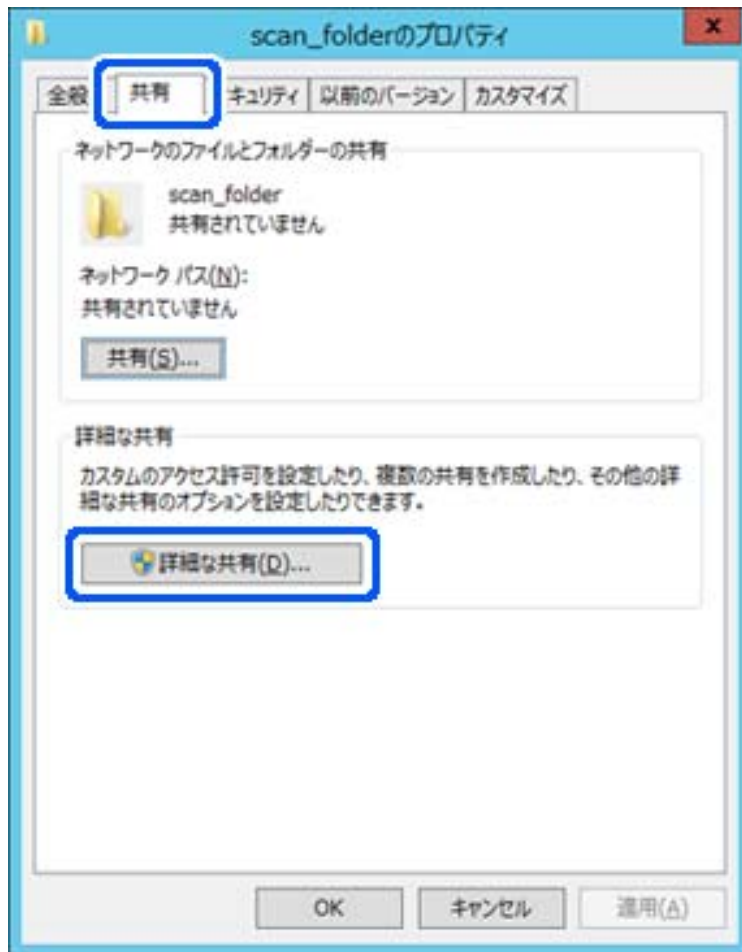 scan_folderのプロパティ
全般 共有 キュリティ 以前のバージョン カスタマイズ
ネットワークのファイルとフォルダーの共有
scan_folder
共有されていません
ネットワーク パス(N):
共有されていません
共有(S)...
詳細な共有
カスタムのアクセス許可を設定したり、複数の共有を作成したり、その他の詳
細な共有のオプションを設定したりできます。
詳細な共有(D)...
OK キャンセル 適用(A)